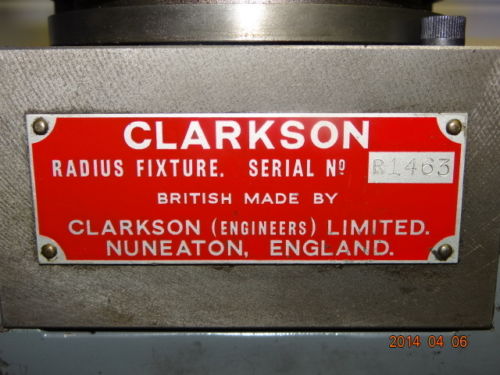 CLARKSON
RADIUS FIXTURE. SERIAL Nº R1463
BRITISH MADE BY
CLARKSON (ENGINEERS) LIMITED.
NUNEATON, ENGLAND.
2014 04 06